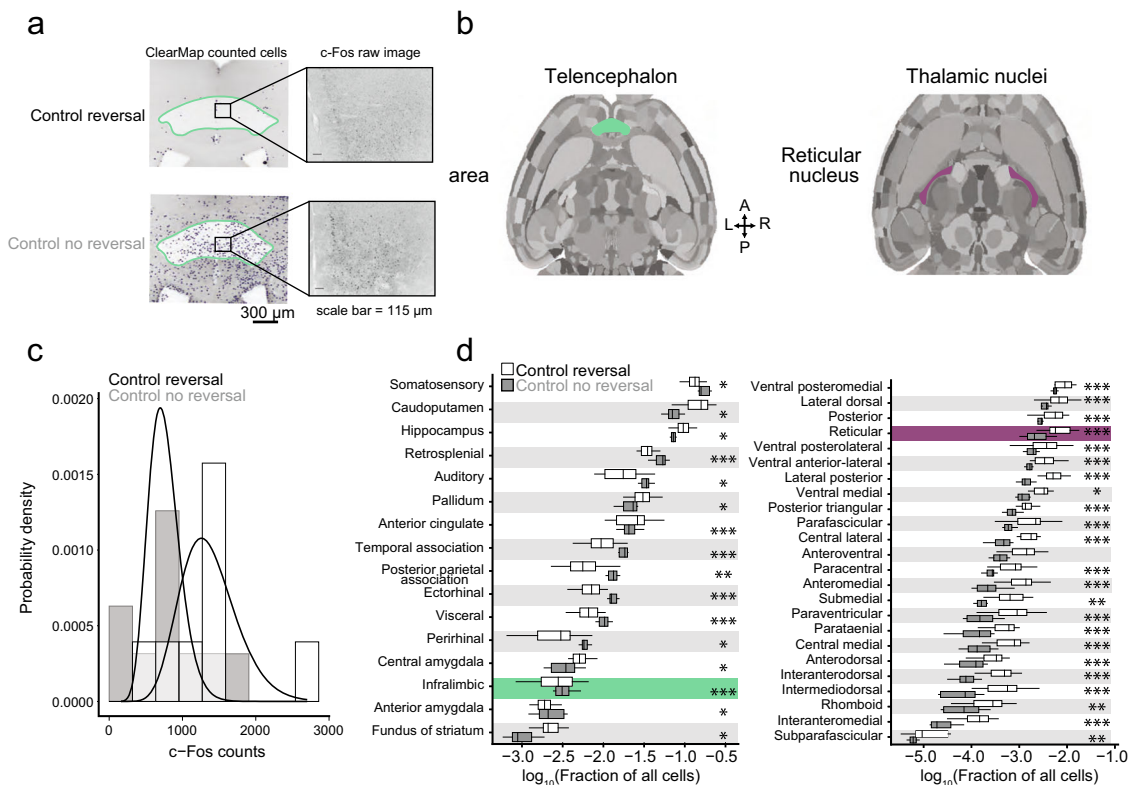 a
ClearMap counted cells
c-Fos raw image
Control reversal
Control no reversal
300 µm
scale bar = 115 µm
b
Telencephalon
Thalamic nuclei
area
Reticular
nucleus
A
L R
P
c
Control reversal
Control no reversal
Probability density
0.0020
0.0015
0.0010
0.0005
0.0000
0 1000 2000 3000
c−Fos counts
d
Control reversal
Control no reversal
Somatosensory *
Caudoputamen *
Hippocampus *
Retrosplenial ***
Auditory *
Pallidum *
Anterior cingulate ***
Temporal association ***
Posterior parietal
association **
Ectorhinal ***
Visceral ***
Perirhinal *
Central amygdala *
Infralimbic ***
Anterior amygdala *
Fundus of striatum *
−3.0 −2.5 −2.0 −1.5 −1.0 −0.5
log10(Fraction of all cells)
Ventral posteromedial ***
Lateral dorsal ***
Posterior ***
Reticular ***
Ventral posterolateral ***
Ventral anterior-lateral ***
Lateral posterior ***
Ventral medial *
Posterior triangular ***
Parafascicular ***
Central lateral ***
Anteroventral
Paracentral ***
Anteromedial ***
Submedial **
Paraventricular ***
Parataenial ***
Central medial ***
Anterodorsal ***
Interanterodorsal ***
Intermediodorsal ***
Rhomboid **
Interanteromedial ***
Subparafascicular **
−5.0 −4.0 −3.0 −2.0 −1.0
log10(Fraction of all cells)